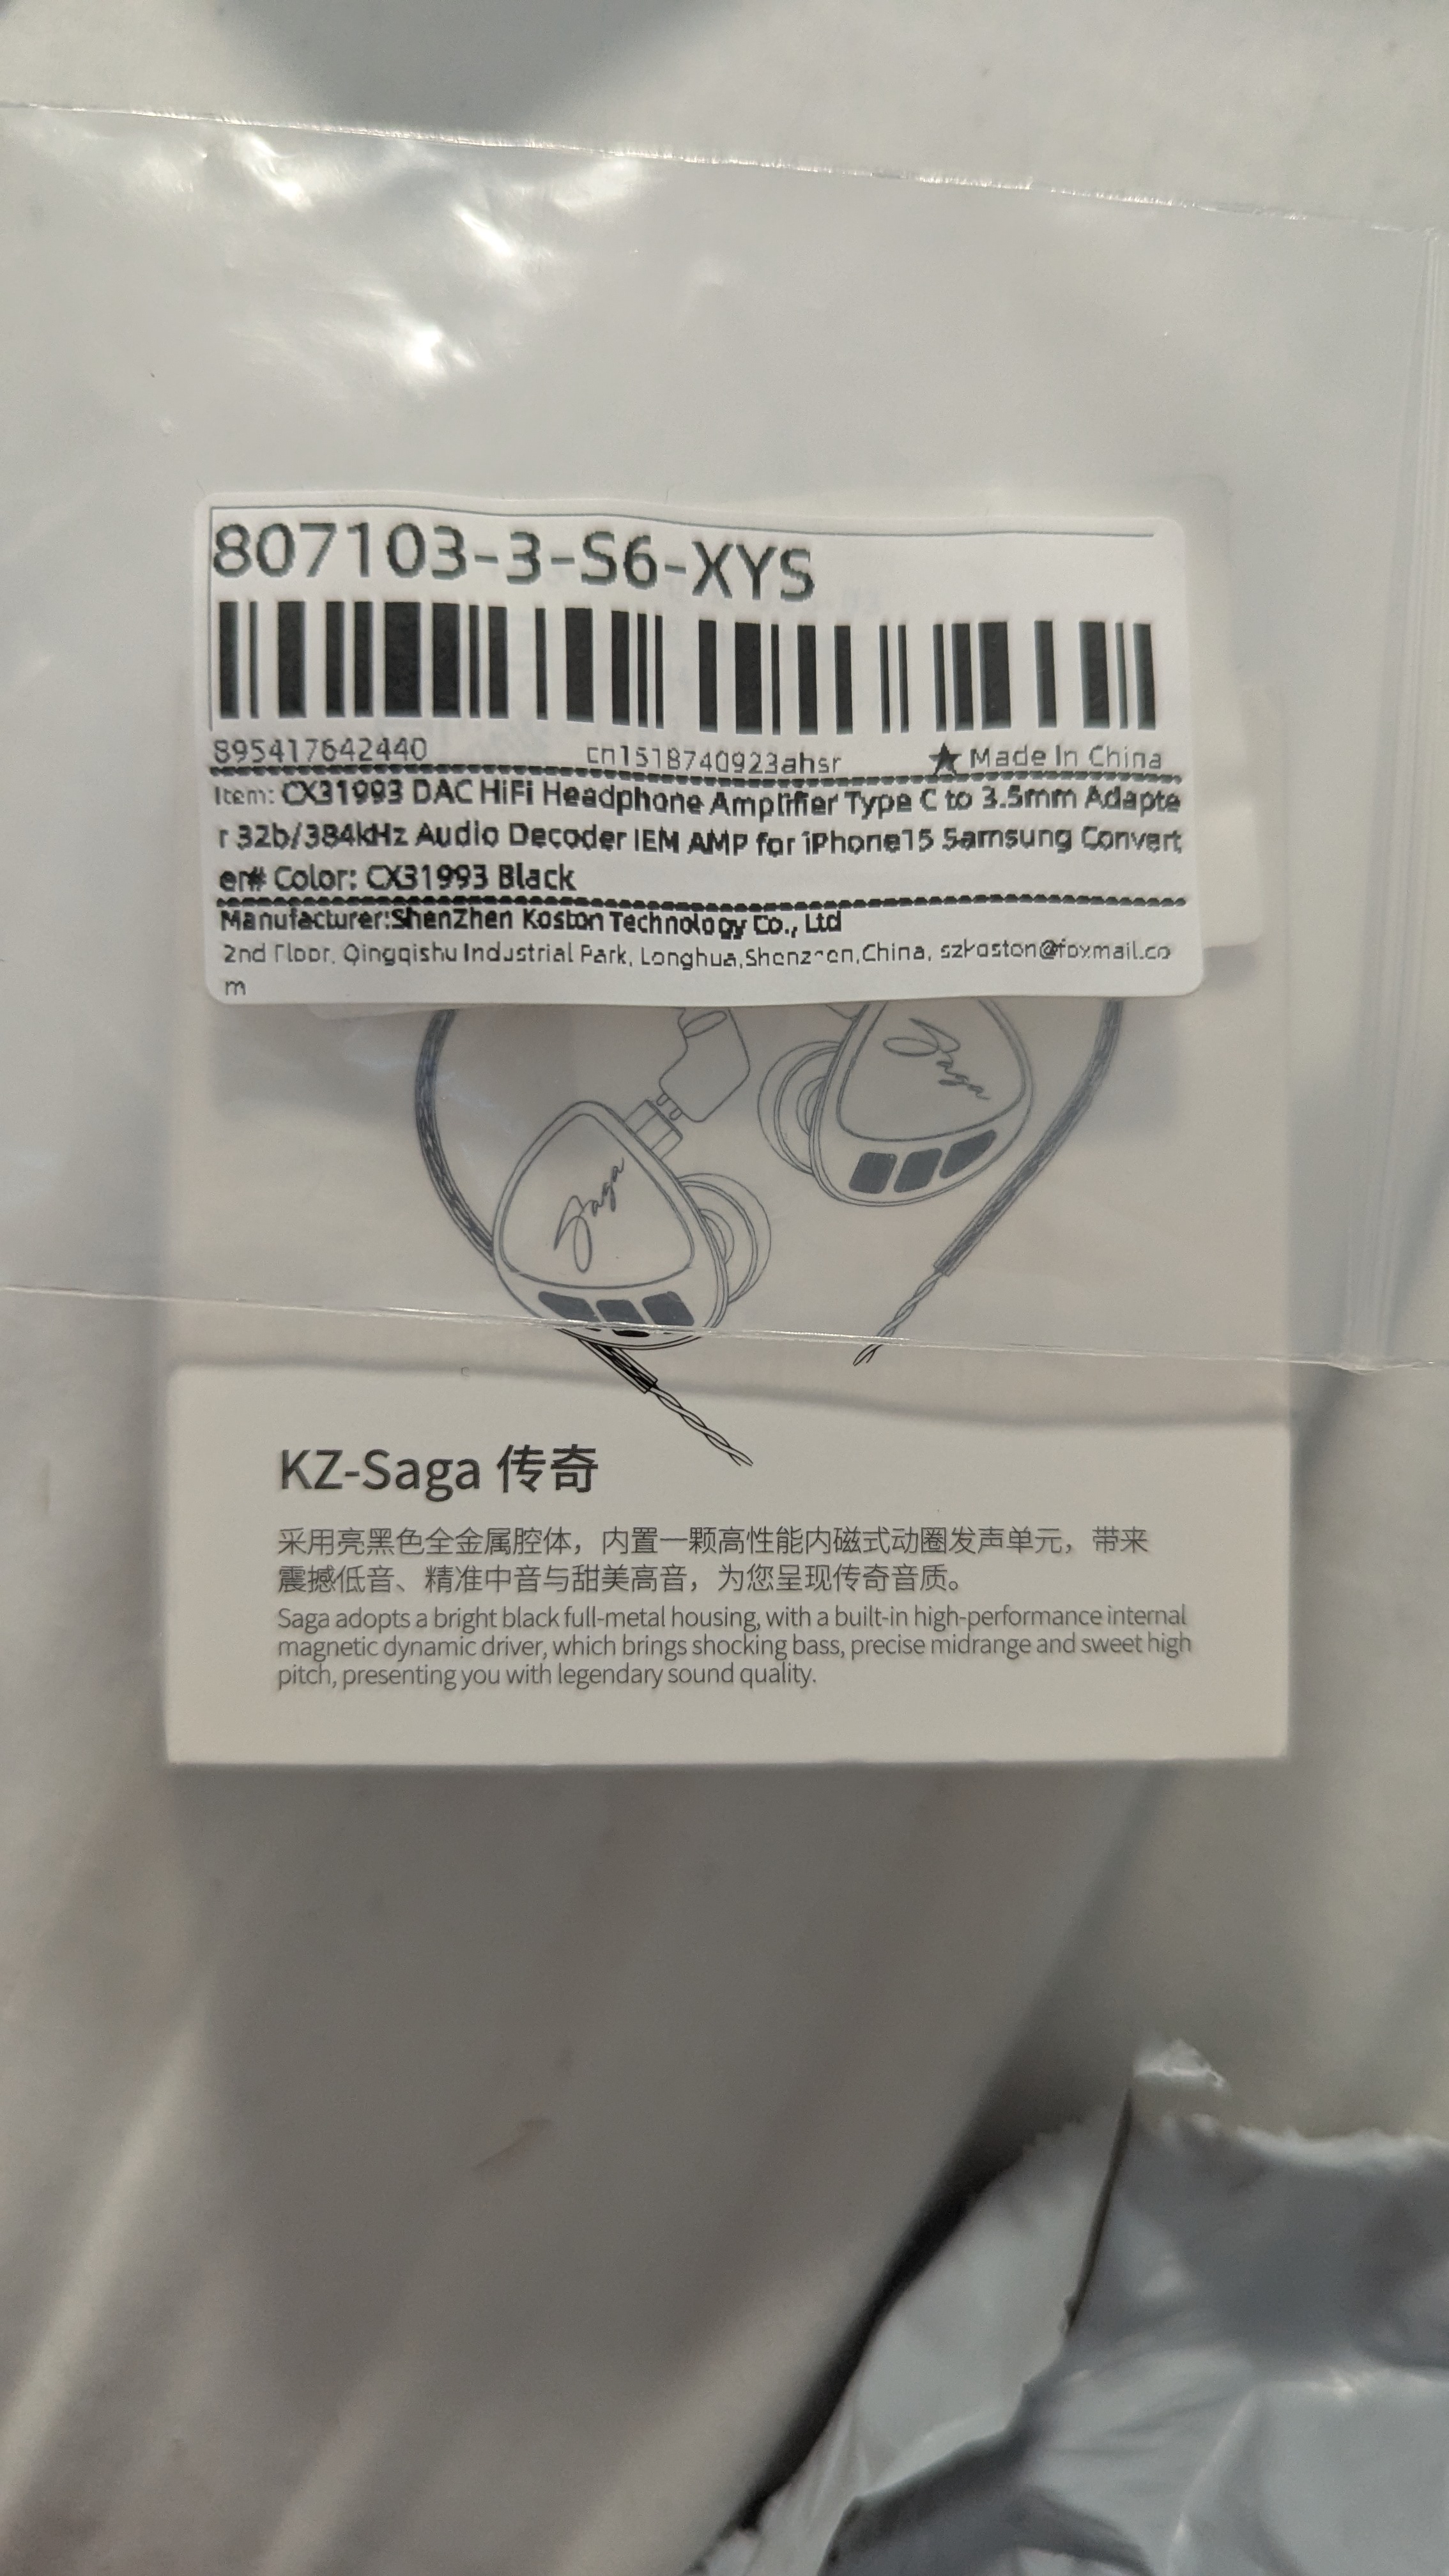 807103-3-S6-XYS
895417642440 cn1518740923ahsr ★Made In China
Item: CX31993 DAC HiFi Headphone Amplifier Type C to 3.5mm Adapte
r 32b/384kHz Audio Decoder IEM AMP for iPhone15 Samsung Convert
er# Color: CX31993 Black
Manufacturer:ShenZhen Koston Technology Co., Ltd
2nd Floor, Qingqishu Industrial Park, Longhua,Shenzhen,China, szkoston@foxmail.co
m
Saga
Saga
KZ-Saga 传奇
采用亮黑色全金属腔体，内置一颗高性能内磁式动圈发声单元，带来
震撼低音、精准中音与甜美高音，为您呈现传奇音质。
Saga adopts a bright black full-metal housing, with a built-in high-performance internal
magnetic dynamic driver, which brings shocking bass, precise midrange and sweet high
pitch, presenting you with legendary sound quality.